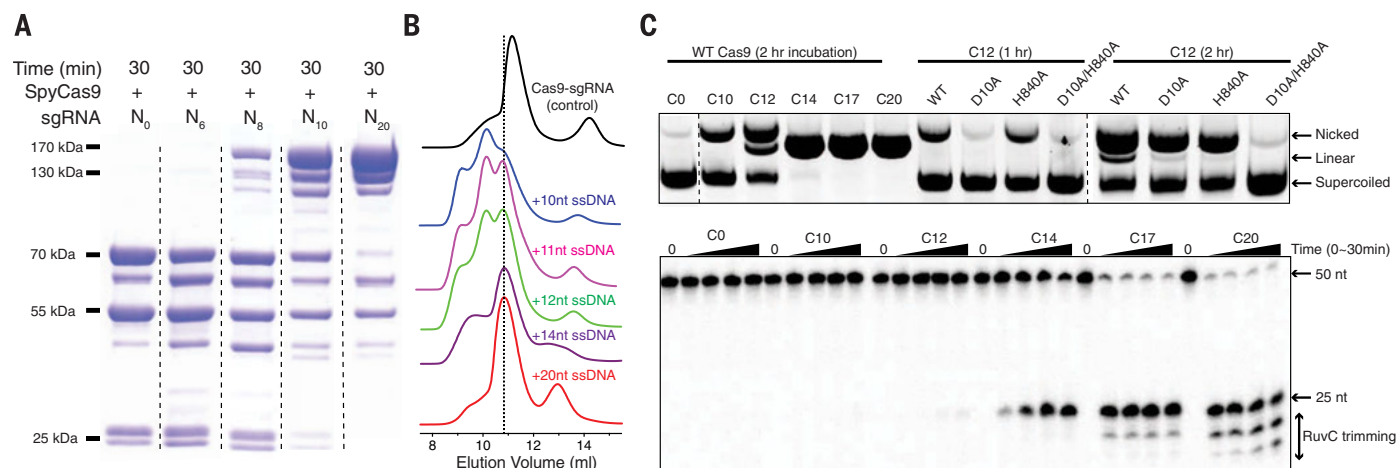 A
Time (min) 30 30 30 30 30
SpyCas9 + + + + +
sgRNA N0 N6 N8 N10 N20
170 kDa
130 kDa
70 kDa
55 kDa
25 kDa
B
Cas9-sgRNA
(control)
+10nt ssDNA
+11nt ssDNA
+12nt ssDNA
+14nt ssDNA
+20nt ssDNA
8 10 12 14
Elution Volume (ml)
C
WT Cas9 (2 hr incubation) C12 (1 hr) C12 (2 hr)
C0 C10 C12 C14 C17 C20 WT D10A H840A D10A/H840A WT D10A H840A D10A/H840A
Nicked
Linear
Supercoiled
0 C0 0 C10 0 C12 0 C14 0 C17 0 C20 Time (0~30min)
50 nt
25 nt
RuvC trimming